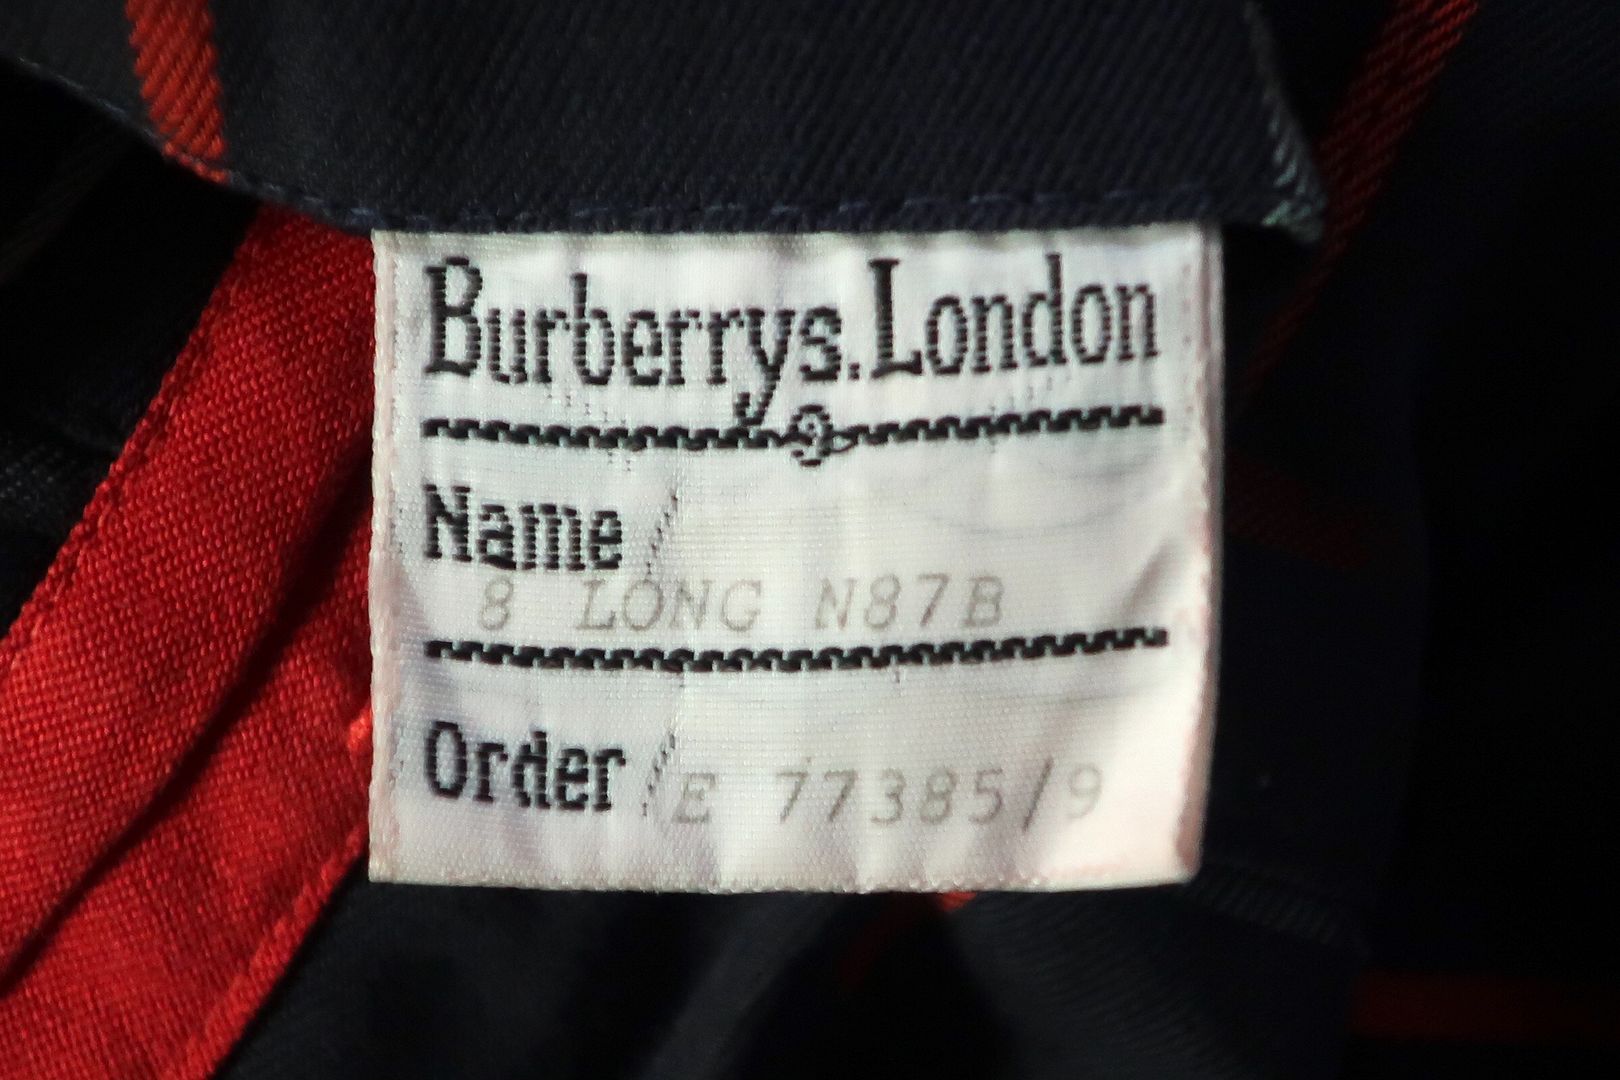 Burberrys.London
Name/
8 LONG N87B
Order/E 77385/9